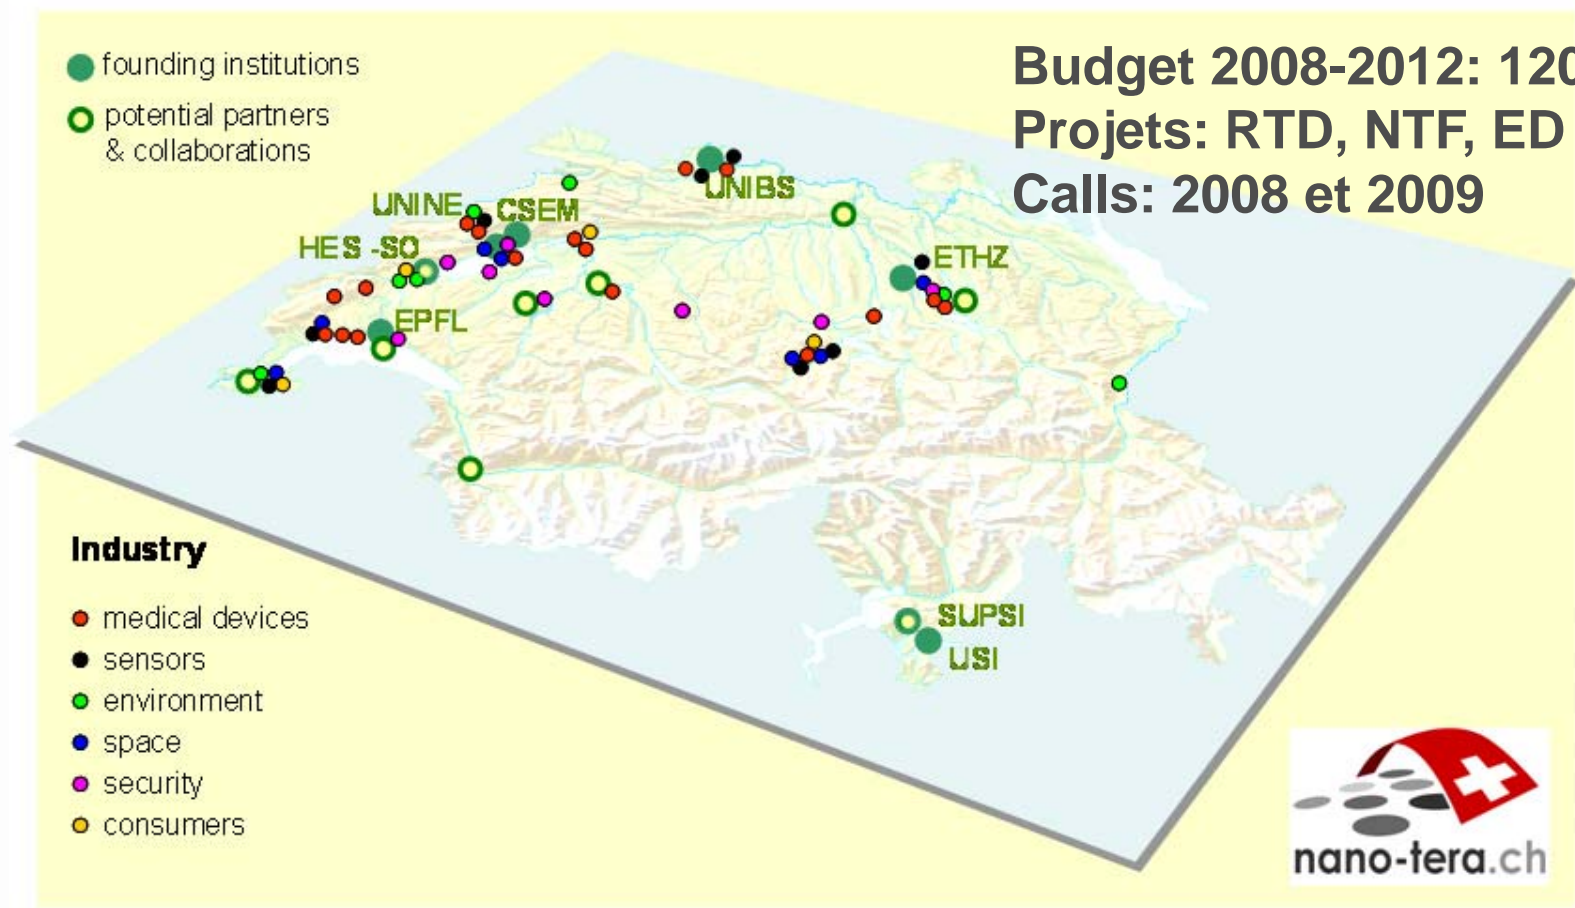 founding institutions
potential partners
& collaborations
Budget 2008-2012: 120
Projets: RTD, NTF, ED
Calls: 2008 et 2009
UNIBS
UNINE
CSEM
HES -SO
ETHZ
EPFL
SUPSI
USI
Industry
medical devices
sensors
environment
space
security
consumers
nano-tera.ch